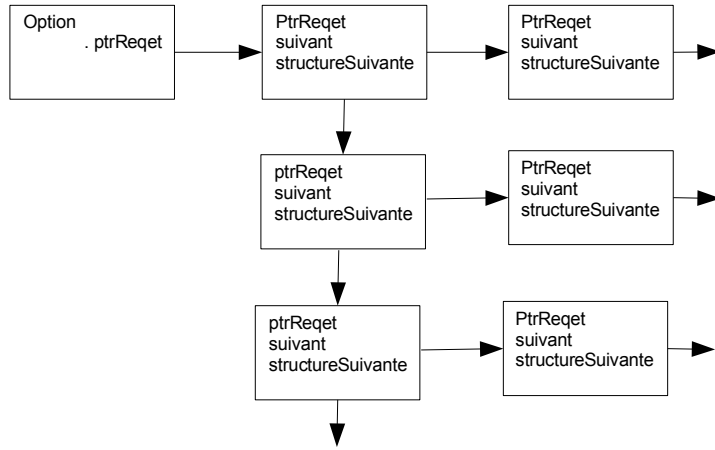 Option
. ptrReqet
PtrReqet
suivant
structureSuivante
PtrReqet
suivant
structureSuivante
ptrReqet
suivant
structureSuivante
PtrReqet
suivant
structureSuivante
ptrReqet
suivant
structureSuivante
PtrReqet
suivant
structureSuivante